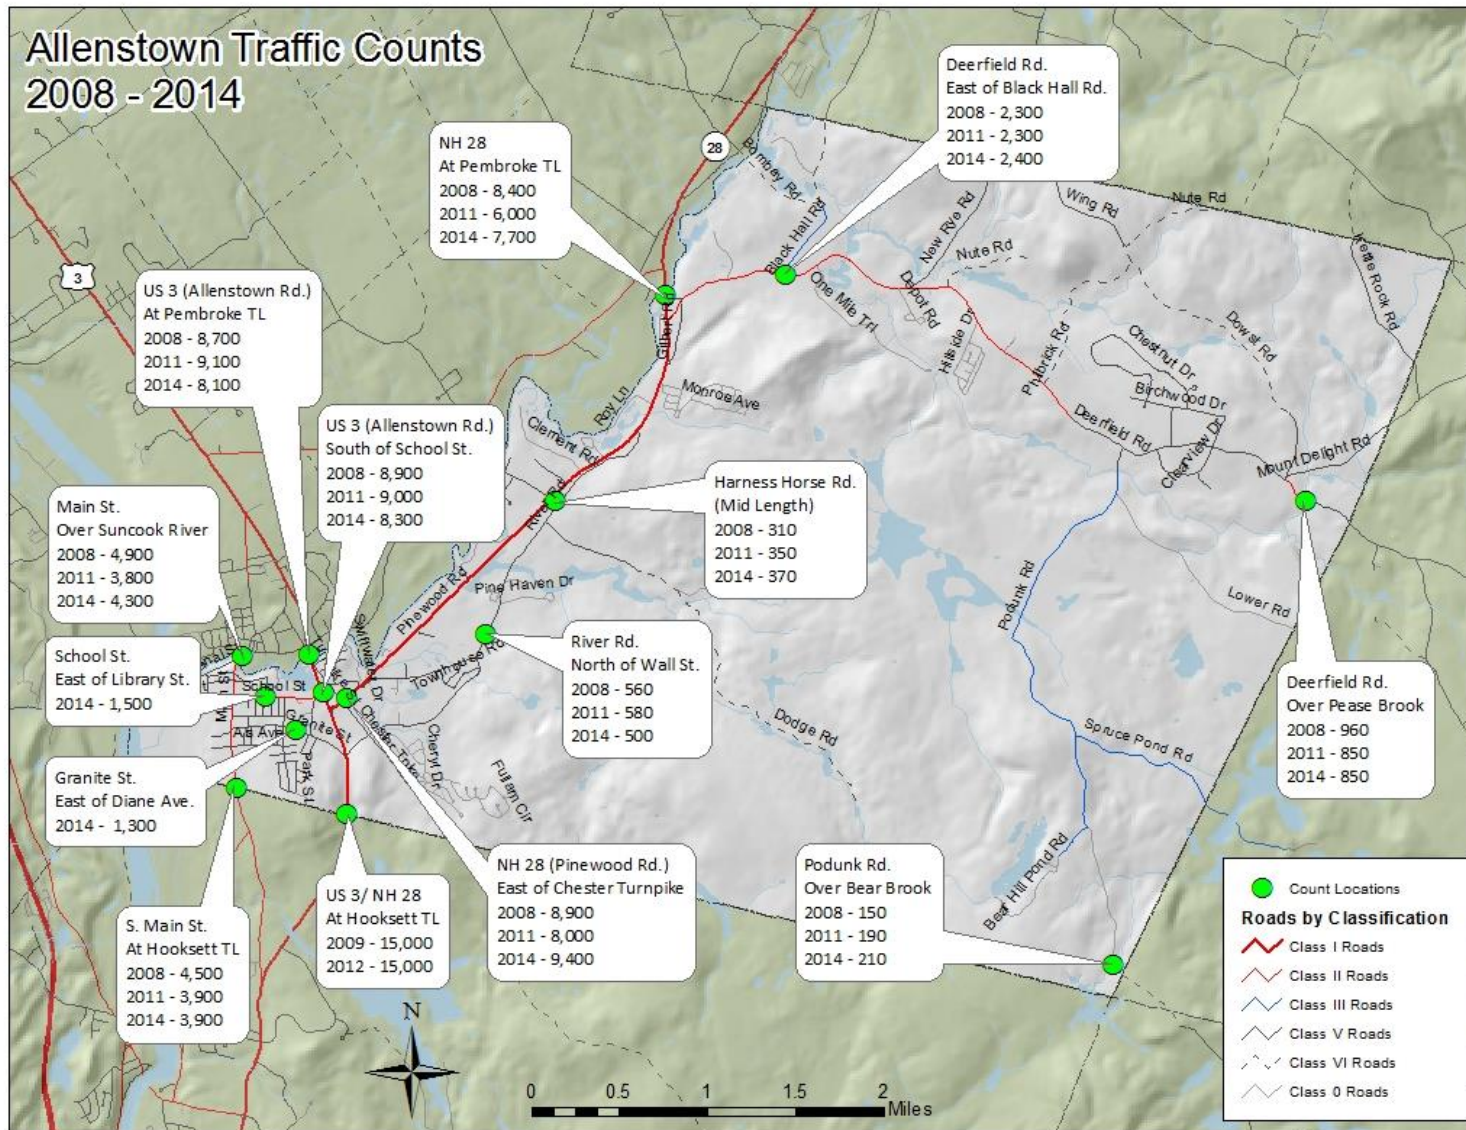 Allenstown Traffic Counts
2008 - 2014
Deerfield Rd.
East of Black Hall Rd.
2008 - 2,300
2011 - 2,300
2014 - 2,400
NH 28
At Pembroke TL
2008 - 8,400
2011 - 6,000
2014 - 7,700
28
3
US 3 (Allenstown Rd.)
At Pembroke TL
2008 - 8,700
2011 - 9,100
2014 - 8,100
US 3 (Allenstown Rd.)
South of School St.
2008 - 8,900
2011 - 9,000
2014 - 8,300
Main St.
Over Suncook River
2008 - 4,900
2011 - 3,800
2014 - 4,300
School St.
East of Library St.
2014 - 1,500
Granite St.
East of Diane Ave.
2014 - 1,300
S. Main St.
At Hooksett TL
2008 - 4,500
2011 - 3,900
2014 - 3,900
US 3/ NH 28
At Hooksett TL
2009 - 15,000
2012 - 15,000
NH 28 (Pinewood Rd.)
East of Chester Turnpike
2008 - 8,900
2011 - 8,000
2014 - 9,400
Harness Horse Rd.
(Mid Length)
2008 - 310
2011 - 350
2014 - 370
River Rd.
North of Wall St.
2008 - 560
2011 - 580
2014 - 500
Podunk Rd.
Over Bear Brook
2008 - 150
2011 - 190
2014 - 210
Deerfield Rd.
Over Pease Brook
2008 - 960
2011 - 850
2014 - 850
Bombay Rd
Black Hall Rd
New Rye Rd
Wing Rd
Nute Rd
Nute Rd
Kettle Rock Rd
One Mile Trl
Depot Rd
Hillside Dr
Philbrick Rd
Chestnut Dr
Dowst Rd
Birchwood Dr
Deerfield Rd
Clearview Dr
Mount Delight Rd
Gilbert Rd
Monroe Ave
Roy Ln
Clement Rd
River Rd
Pinewood Rd
Pine Haven Dr
Townhouse Rd
Swiftwater Dr
School St
Granite St
Park St
Cheryl Dr
Fullam Cir
Dodge Rd
Podunk Rd
Lower Rd
Spruce Pond Rd
Bear Hill Pond Rd
N
0 0.5 1 1.5 2
Miles
Count Locations
Roads by Classification
Class I Roads
Class II Roads
Class III Roads
Class V Roads
Class VI Roads
Class 0 Roads